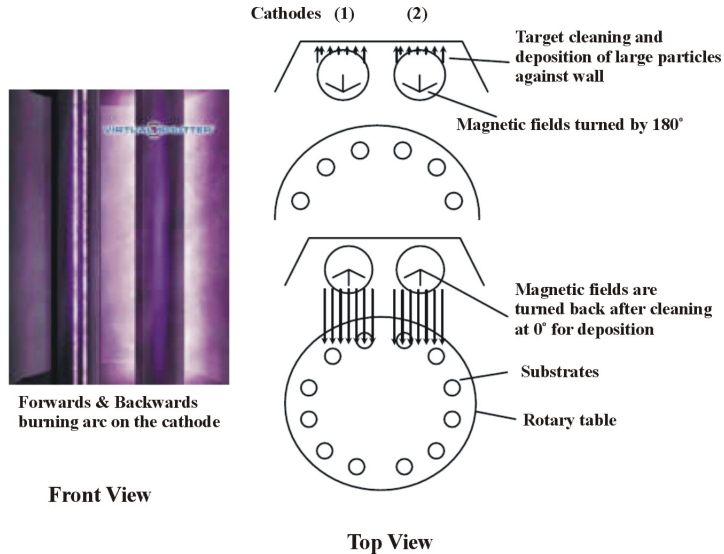 Cathodes (1) (2)
Target cleaning and
deposition of large particles
against wall
Magnetic fields turned by 180°
VIRTUAL SHUTTER
Magnetic fields are
turned back after cleaning
at 0° for deposition
Substrates
Rotary table
Forwards & Backwards
burning arc on the cathode
Front View
Top View